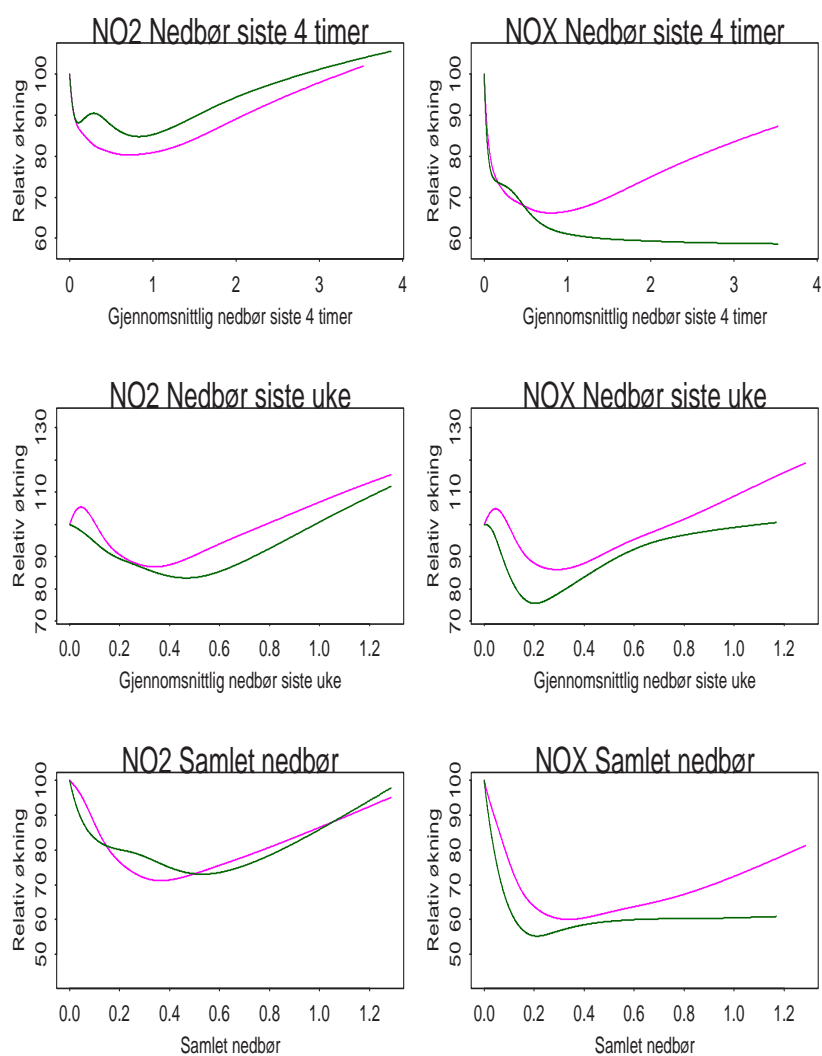 NO2 Nedbør siste 4 timer
Relativ økning
60 70 80 90 100
0 1 2 3 4
Gjennomsnittlig nedbør siste 4 timer
NOX Nedbør siste 4 timer
Relativ økning
60 70 80 90 100
0 1 2 3 4
Gjennomsnittlig nedbør siste 4 timer
NO2 Nedbør siste uke
Relativ økning
70 80 90 110 130
0.0 0.2 0.4 0.6 0.8 1.0 1.2
Gjennomsnittlig nedbør siste uke
NOX Nedbør siste uke
Relativ økning
70 80 90 110 130
0.0 0.2 0.4 0.6 0.8 1.0 1.2
Gjennomsnittlig nedbør siste uke
NO2 Samlet nedbør
Relativ økning
50 60 70 80 90 100
0.0 0.2 0.4 0.6 0.8 1.0 1.2
Samlet nedbør
NOX Samlet nedbør
Relativ økning
50 60 70 80 90 100
0.0 0.2 0.4 0.6 0.8 1.0 1.2
Samlet nedbør